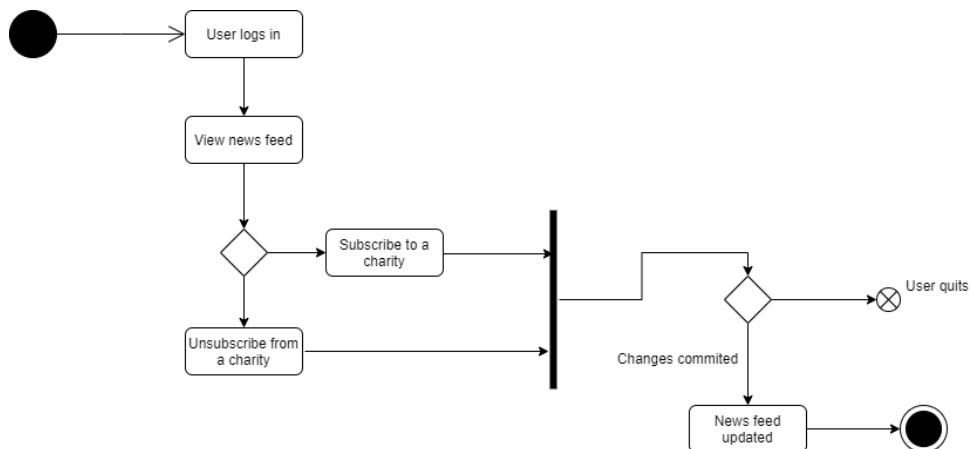 User logs in
View news feed
Subscribe to a
charity
User quits
Unsubscribe from
a charity
Changes commited
News feed
updated